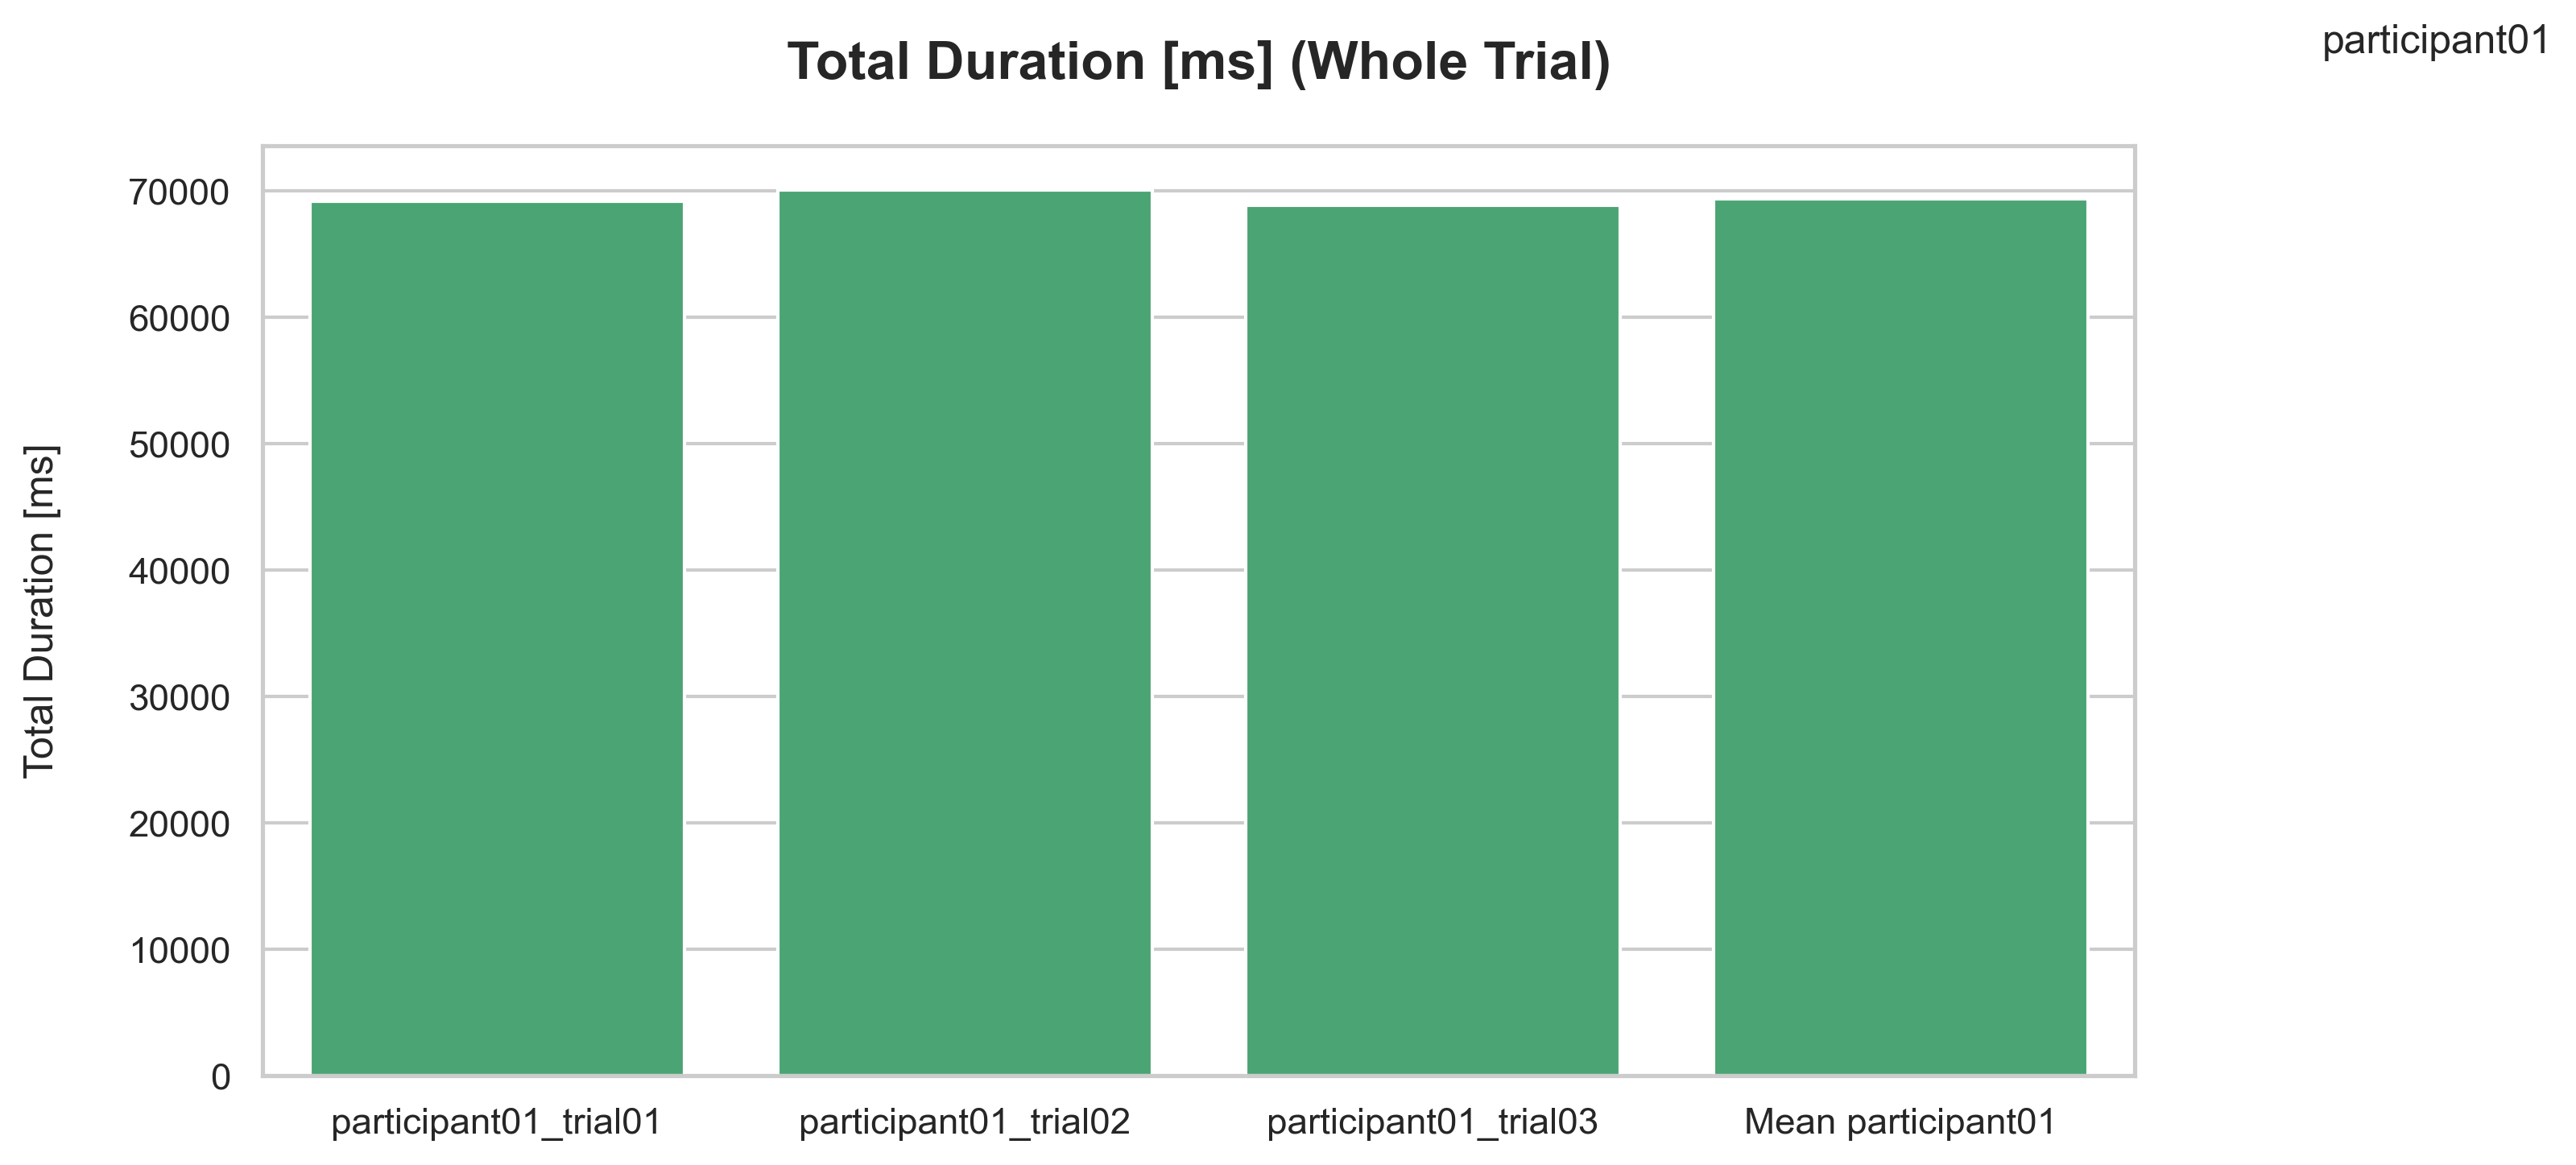 participant01
Total Duration [ms] (Whole Trial)
Total Duration [ms]
70000
60000
50000
40000
30000
20000
10000
0
participant01_trial01
participant01_trial02
participant01_trial03
Mean participant01